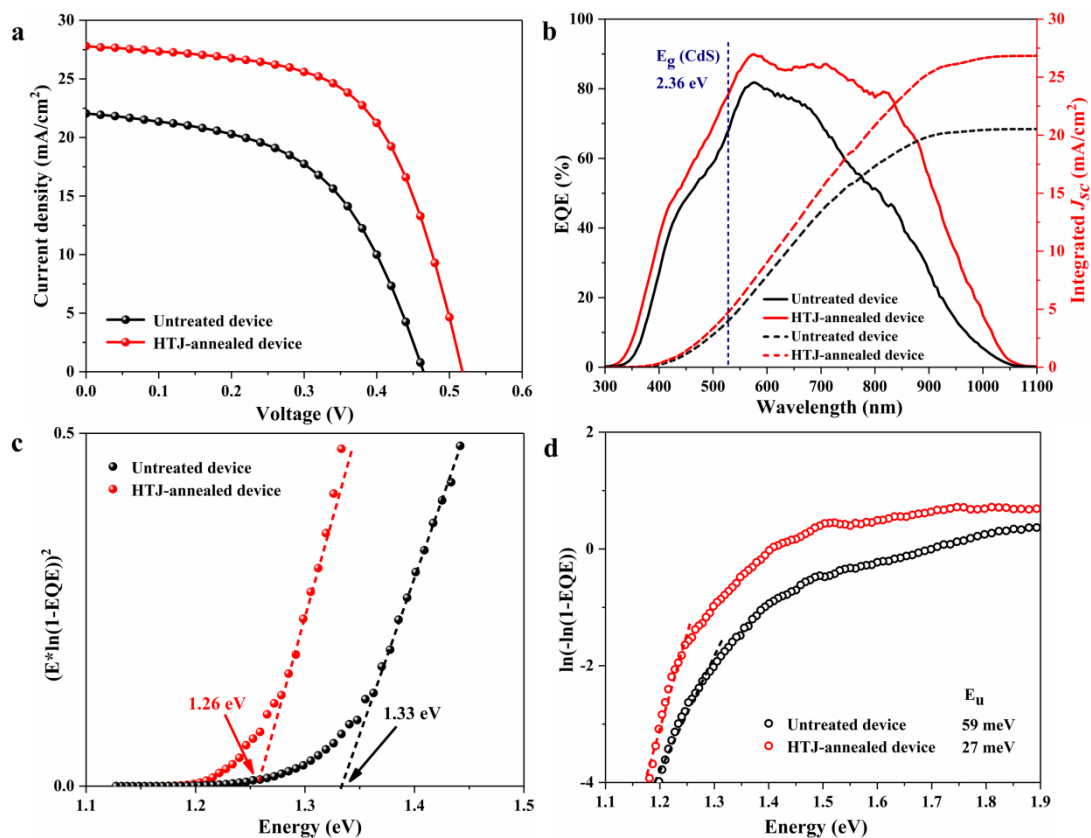 a
30
25
20
15
10
5
0
Current density (mA/cm²)
Untreated device
HTJ-annealed device
0.0 0.1 0.2 0.3 0.4 0.5 0.6
Voltage (V)
b
100
80
60
40
20
0
EQE (%)
E_g (CdS)
2.36 eV
Untreated device
HTJ-annealed device
Untreated device
HTJ-annealed device
30
25
20
15
10
5
0
Integrated J_sc (mA/cm²)
300 400 500 600 700 800 900 1000 1100
Wavelength (nm)
c
0.5
0.0
(E*ln(1-EQE))²
Untreated device
HTJ-annealed device
1.26 eV
1.33 eV
1.1 1.2 1.3 1.4 1.5
Energy (eV)
d
2
0
-2
-4
ln(-ln(1-EQE))
E_u
Untreated device 59 meV
HTJ-annealed device 27 meV
1.1 1.2 1.3 1.4 1.5 1.6 1.7 1.8 1.9
Energy (eV)